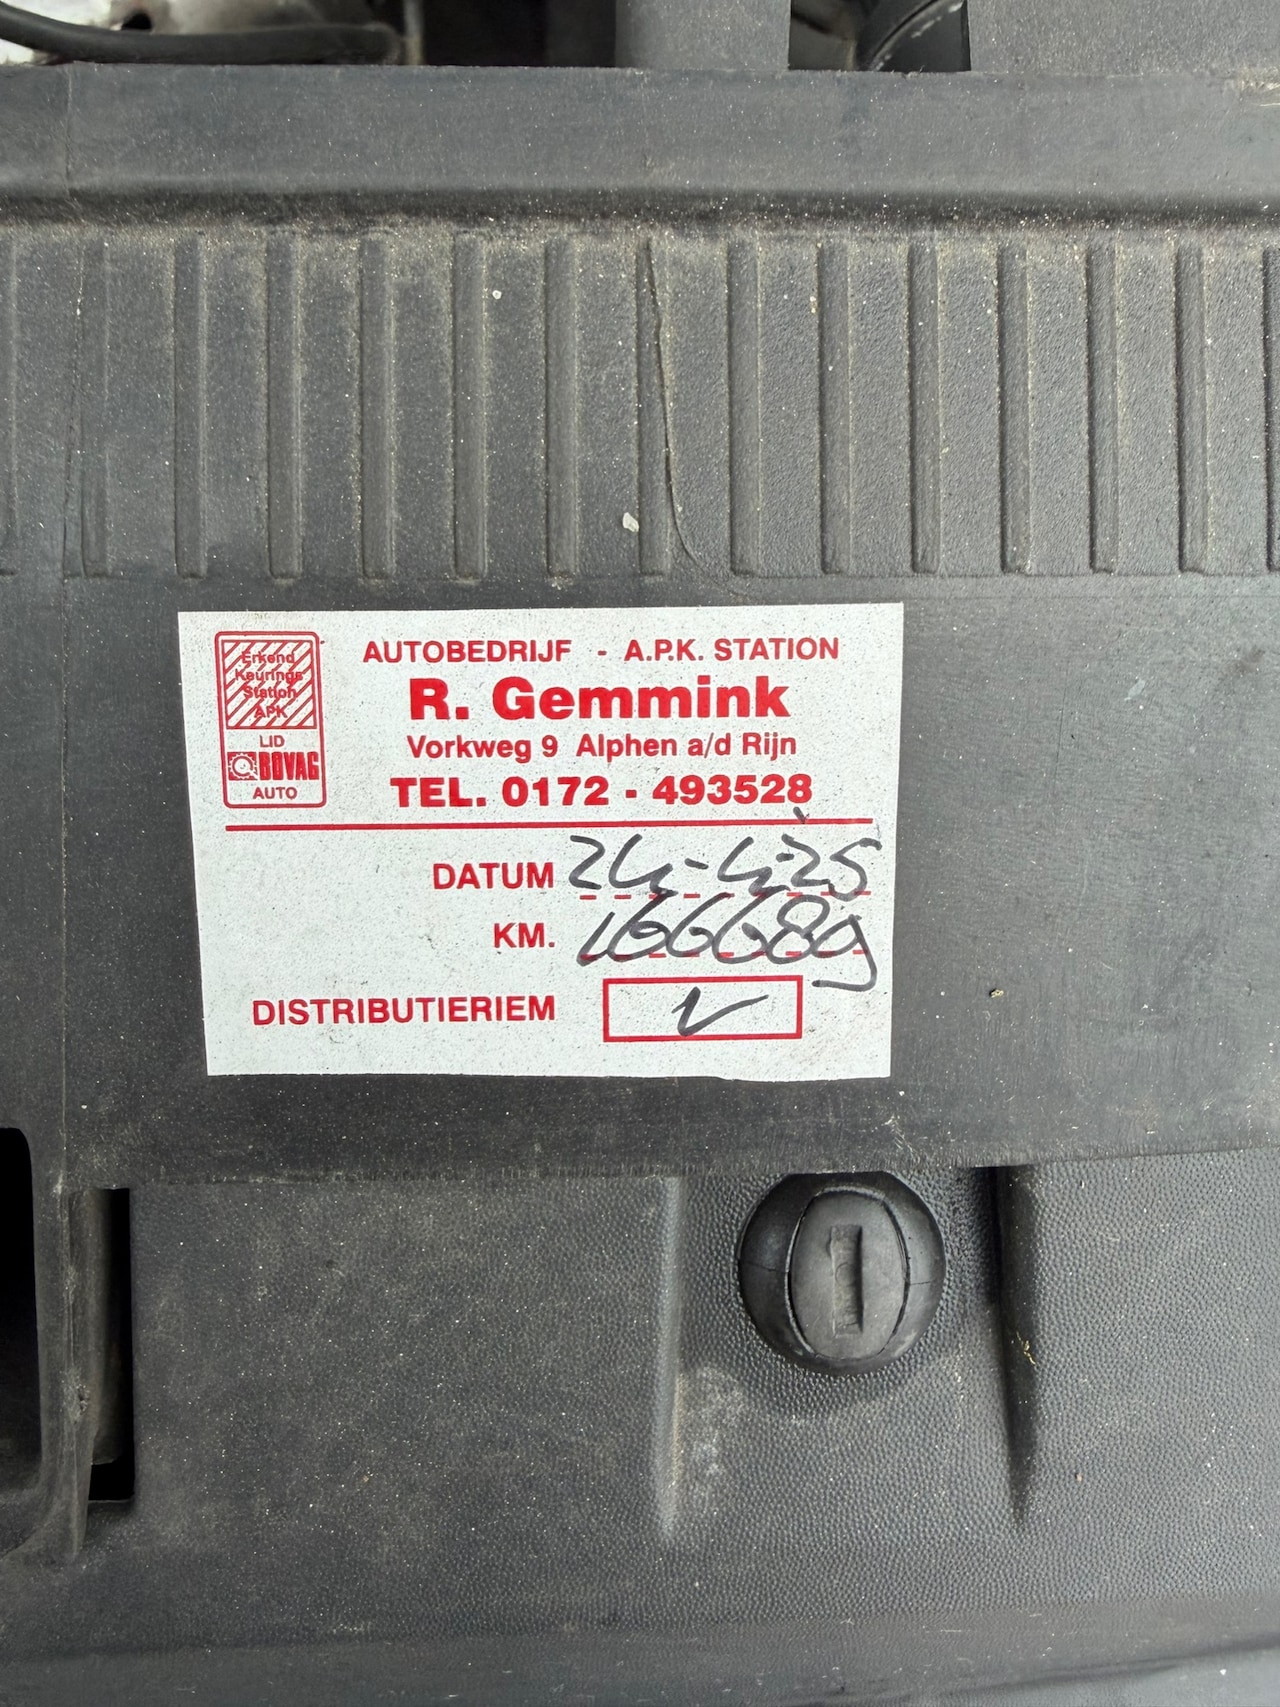 Erkend
Keurings
Station
APK
LID
BOVAG
AUTO
AUTOBEDRIJF - A.P.K. STATION
R. Gemmink
Vorkweg 9 Alphen a/d Rijn
TEL. 0172 - 493528
DATUM 24-4-25
KM. 166689
DISTRIBUTIERIEM ✓